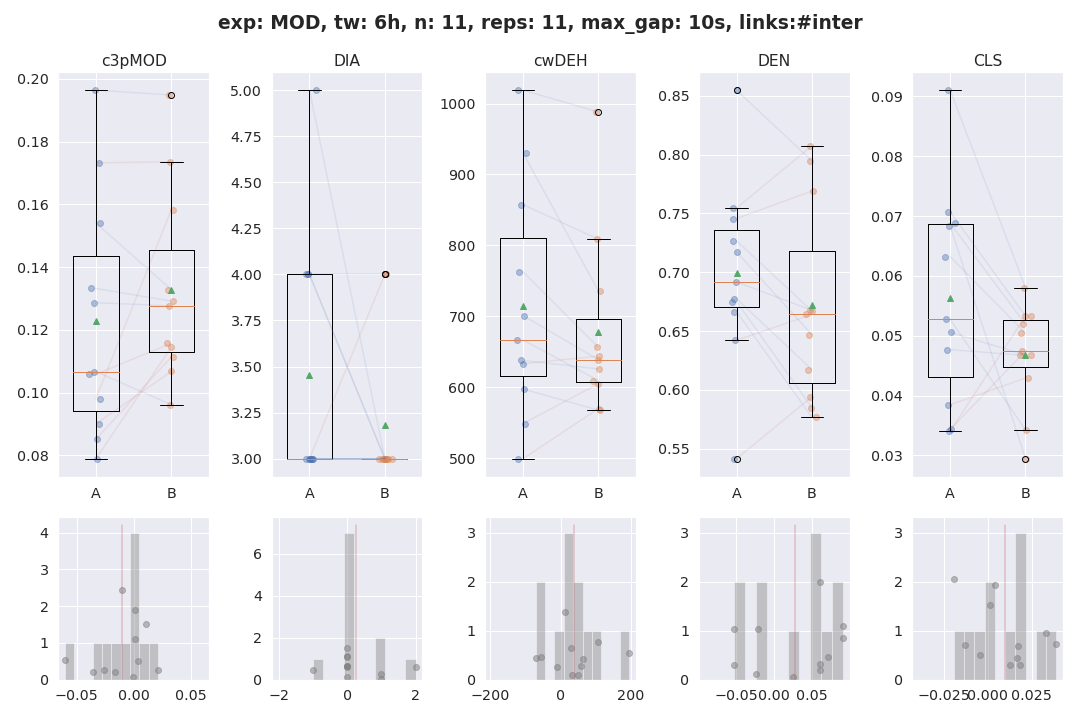 exp: MOD, tw: 6h, n: 11, reps: 11, max_gap: 10s, links:#inter
c3pMOD DIA cwDEH DEN CLS
0.20 0.18 0.16 0.14 0.12 0.10 0.08
5.00 4.75 4.50 4.25 4.00 3.75 3.50 3.25 3.00
1000 900 800 700 600 500
0.85 0.80 0.75 0.70 0.65 0.60 0.55
0.09 0.08 0.07 0.06 0.05 0.04 0.03
A B A B A B A B A B
4 3 2 1 0
6 4 2 0
3 2 1 0
3 2 1 0
3 2 1 0
−0.05 0.00 0.05
−2 0 2
−200 0 200
−0.05 0.00 0.05
−0.025 0.000 0.025